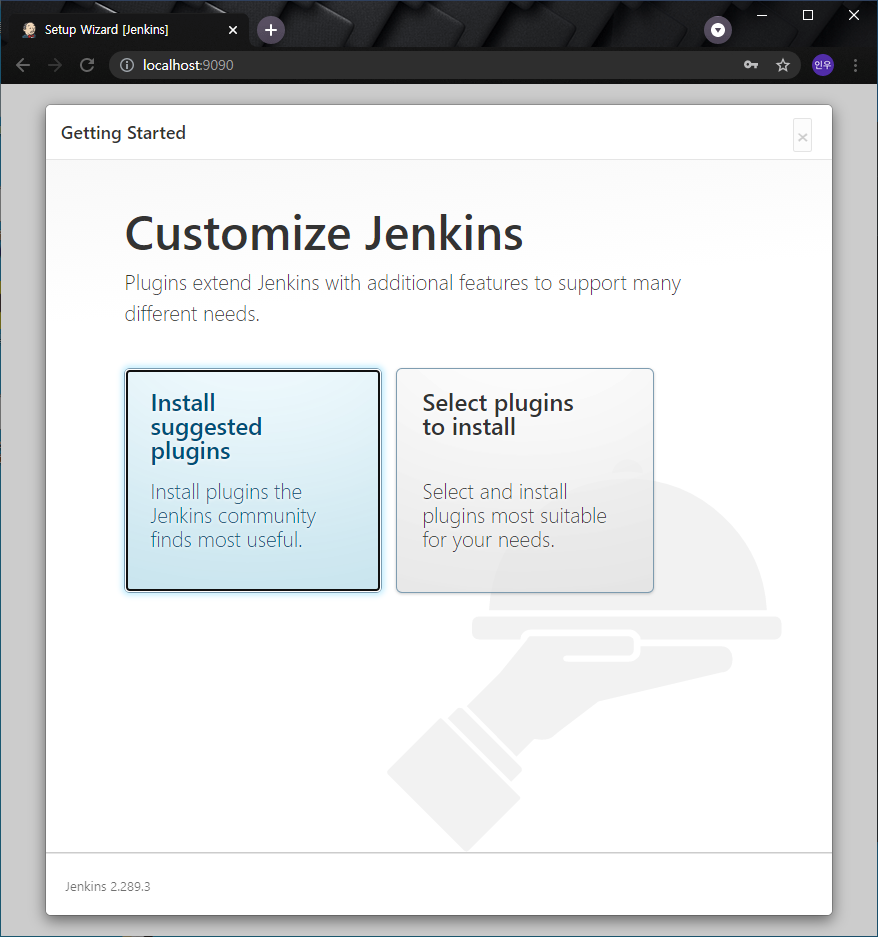 Setup Wizard [Jenkins]
localhost:9090
인우
Getting Started
×
Customize Jenkins
Plugins extend Jenkins with additional features to support many
different needs.
Install
suggested
plugins
Install plugins the
Jenkins community
finds most useful.
Select plugins
to install
Select and install
plugins most suitable
for your needs.
Jenkins 2.289.3